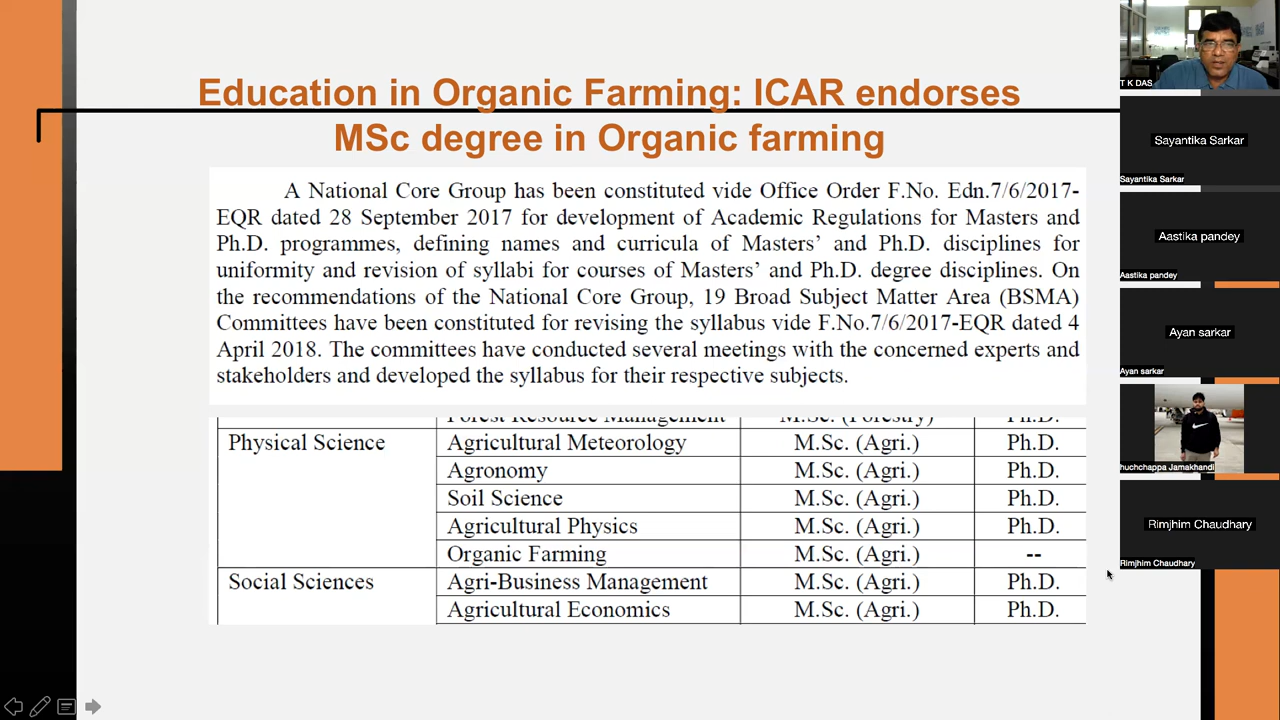 Education in Organic Farming: ICAR endorses
MSc degree in Organic farming
A National Core Group has been constituted vide Office Order F.No. Edn.7/6/2017-
EQR dated 28 September 2017 for development of Academic Regulations for Masters and
Ph.D. programmes, defining names and curricula of Masters’ and Ph.D. disciplines for
uniformity and revision of syllabi for courses of Masters’ and Ph.D. degree disciplines. On
the recommendations of the National Core Group, 19 Broad Subject Matter Area (BSMA)
Committees have been constituted for revising the syllabus vide F.No.7/6/2017-EQR dated 4
April 2018. The committees have conducted several meetings with the concerned experts and
stakeholders and developed the syllabus for their respective subjects.
Forest Resource Management M.Sc. (Forestry) Ph.D.
Physical Science Agricultural Meteorology M.Sc. (Agri.) Ph.D.
Agronomy M.Sc. (Agri.) Ph.D.
Soil Science M.Sc. (Agri.) Ph.D.
Agricultural Physics M.Sc. (Agri.) Ph.D.
Organic Farming M.Sc. (Agri.) --
Social Sciences Agri-Business Management M.Sc. (Agri.) Ph.D.
Agricultural Economics M.Sc. (Agri.) Ph.D.
T K DAS
Sayantika Sarkar
Sayantika Sarkar
Aastika pandey
Aastika pandey
Ayan sarkar
Ayan sarkar
huchchappa Jamakhandi
Rimjhim Chaudhary
Rimjhim Chaudhary